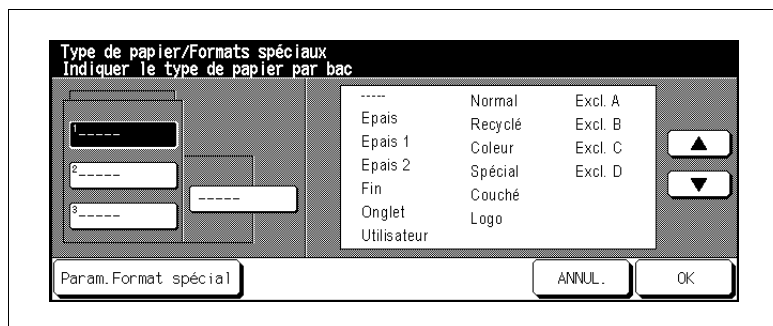 Type de papier/Formats spéciaux
Indiquer le type de papier par bac
1-----
2-----
3-----
-----
-----
Epais
Epais 1
Epais 2
Fin
Onglet
Utilisateur
Normal
Recyclé
Coleur
Spécial
Couché
Logo
Excl. A
Excl. B
Excl. C
Excl. D
Param.Format spécial
ANNUL.
OK